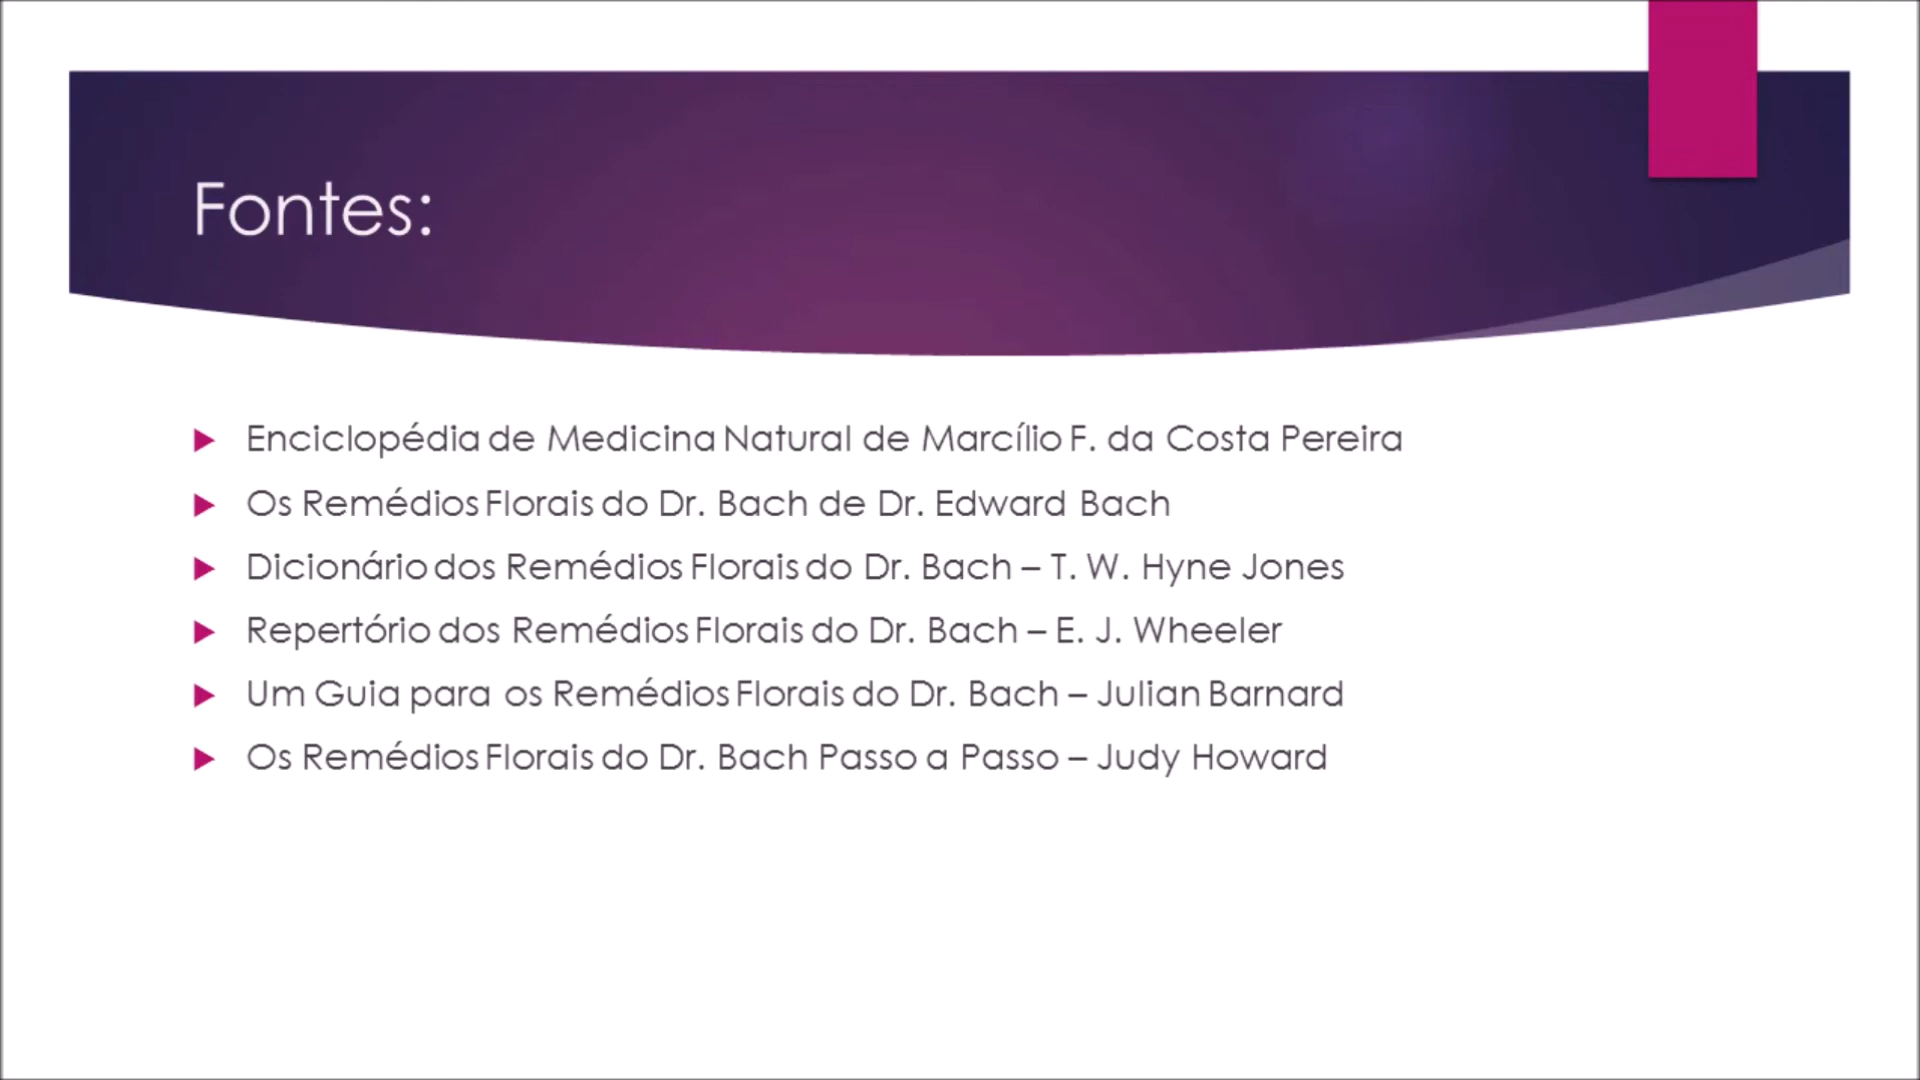 Fontes:
Enciclopédia de Medicina Natural de Marcílio F. da Costa Pereira
Os Remédios Florais do Dr. Bach de Dr. Edward Bach
Dicionário dos Remédios Florais do Dr. Bach – T. W. Hyne Jones
Repertório dos Remédios Florais do Dr. Bach – E. J. Wheeler
Um Guia para os Remédios Florais do Dr. Bach – Julian Barnard
Os Remédios Florais do Dr. Bach Passo a Passo – Judy Howard